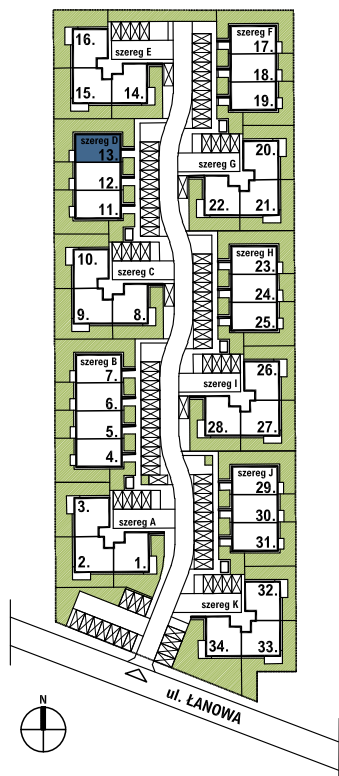 16.
szereg E
15.
14.
szereg F
17.
18.
19.
szereg D
13.
12.
11.
20.
szereg G
22.
21.
10.
szereg C
9.
8.
szereg H
23.
24.
25.
szereg B
7.
6.
5.
4.
26.
szereg I
28.
27.
3.
szereg A
2.
1.
szereg J
29.
30.
31.
32.
szereg K
34.
33.
ul. ŁANOWA
N